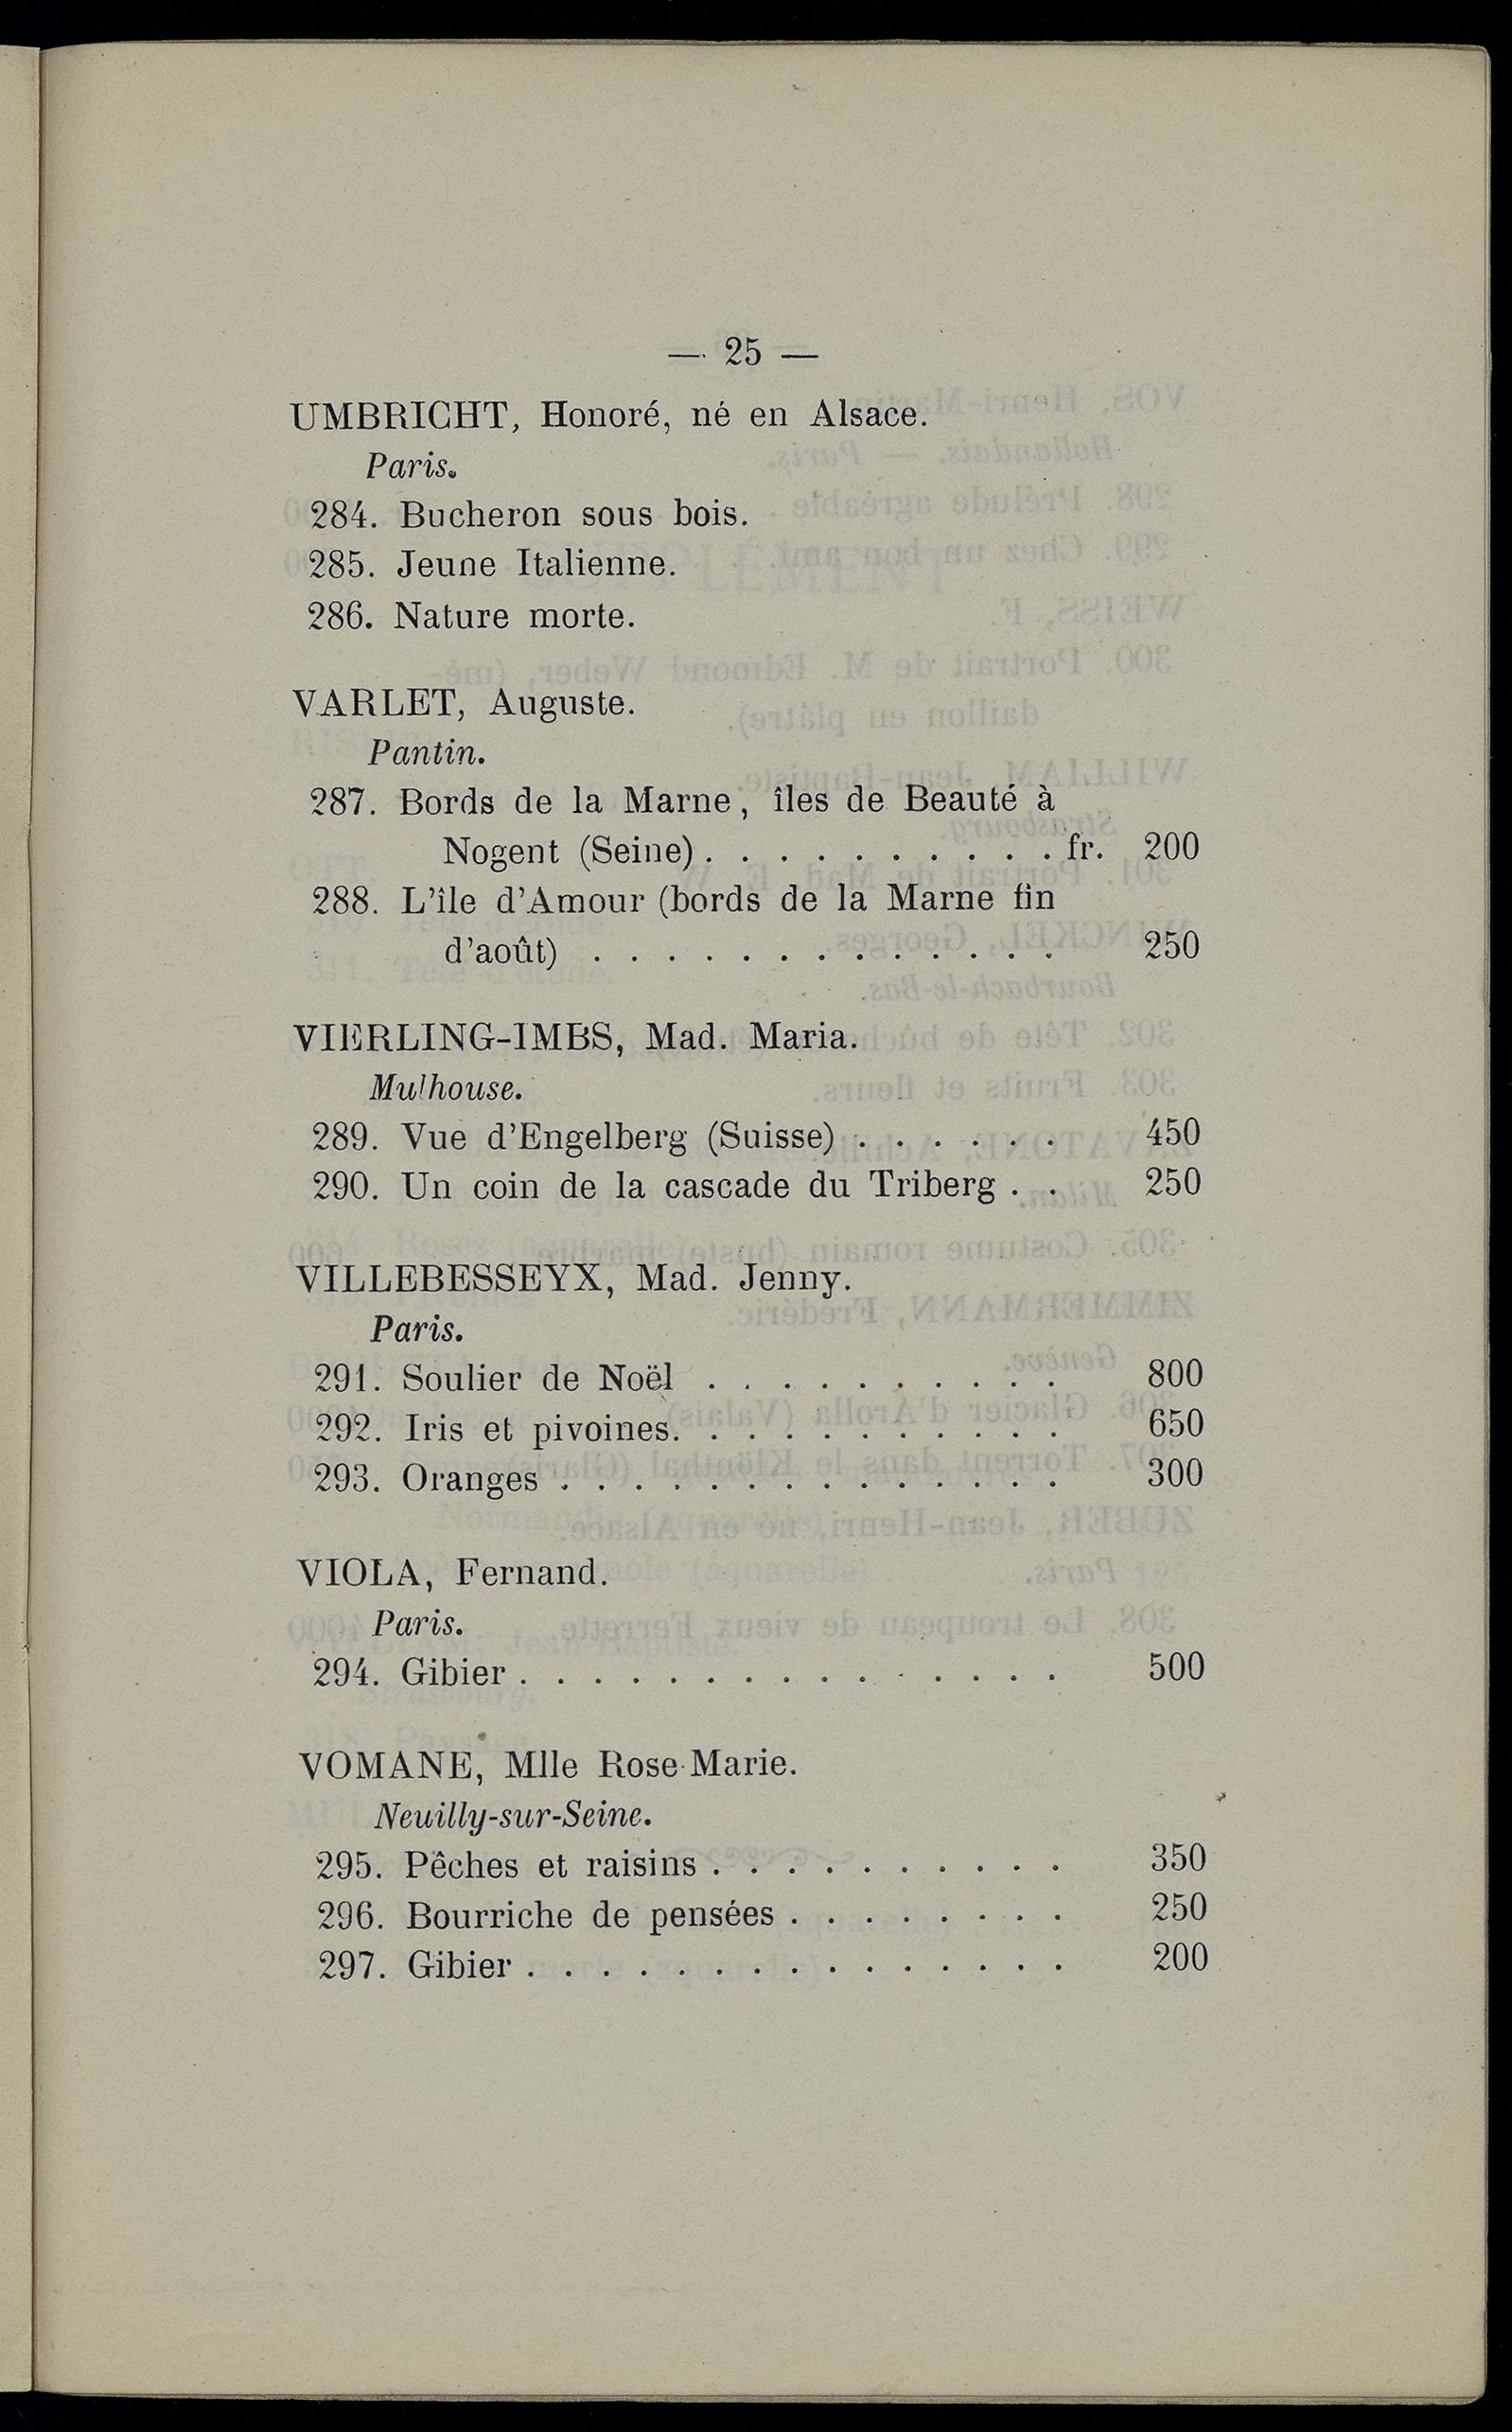 — 25 —
UMBRICHT, Honoré, né en Alsace.
Paris.
284. Bucheron sous bois.
285. Jeune Italienne.
286. Nature morte.
VARLET, Auguste.
Pantin.
287. Bords de la Marne, îles de Beauté à
Nogent (Seine) . . . . . . . . . . fr. 200
288. L'île d'Amour (bords de la Marne fin
d'août) . . . . . . . . . . . . . 250
VIERLING-IMBS, Mad. Maria.
Mulhouse.
289. Vue d'Engelberg (Suisse) . . . . . . 450
290. Un coin de la cascade du Triberg . . 250
VILLEBESSEYX, Mad. Jenny.
Paris.
291. Soulier de Noël . . . . . . . . . . 800
292. Iris et pivoines. . . . . . . . . . . 650
293. Oranges . . . . . . . . . . . . . . 300
VIOLA, Fernand.
Paris.
294. Gibier . . . . . . . . . . . . . . . 500
VOMANE, Mlle Rose-Marie.
Neuilly-sur-Seine.
295. Pêches et raisins . . . . . . . . . . 350
296. Bourriche de pensées . . . . . . . . 250
297. Gibier . . . . . . . . . . . . . . . 200